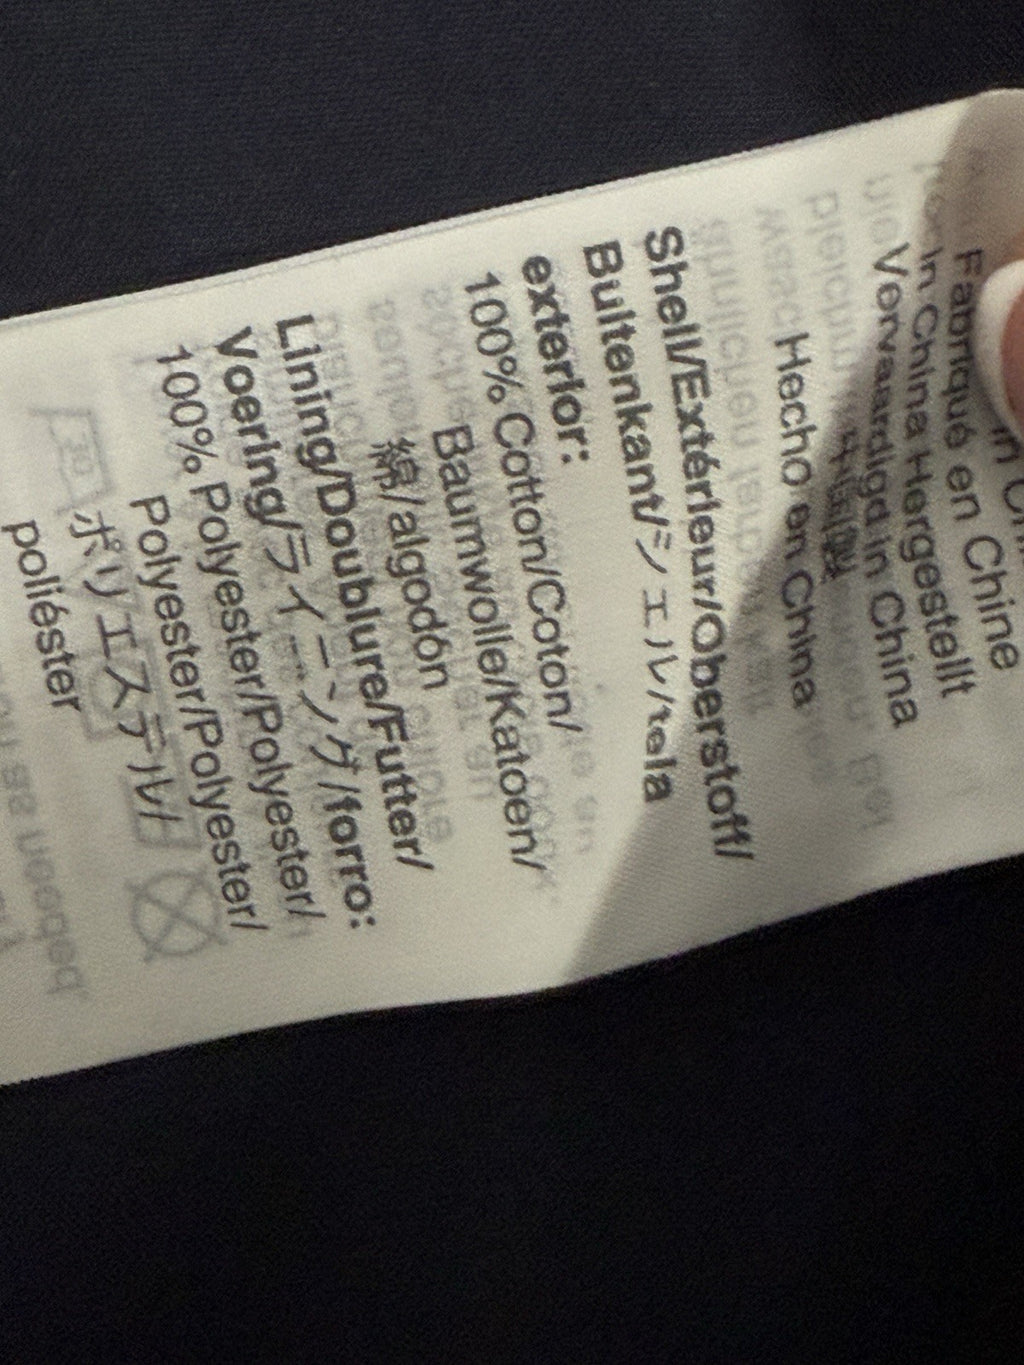 Fabriqué en Chine
In China Hergestellt
Vervaardigd in China
中国製
Hecho en China
Shell/Extérieur/Oberstoff/
Buitenkant/シェル/tela
exterior:
100% Cotton/Coton/
Baumwolle/Katoen/
綿/algodón
Lining/Doublure/Futter/
Voering/ライニング/forro:
100% Polyester/Polyester/
Polyester/Polyester/
ポリエステル/
poliéster